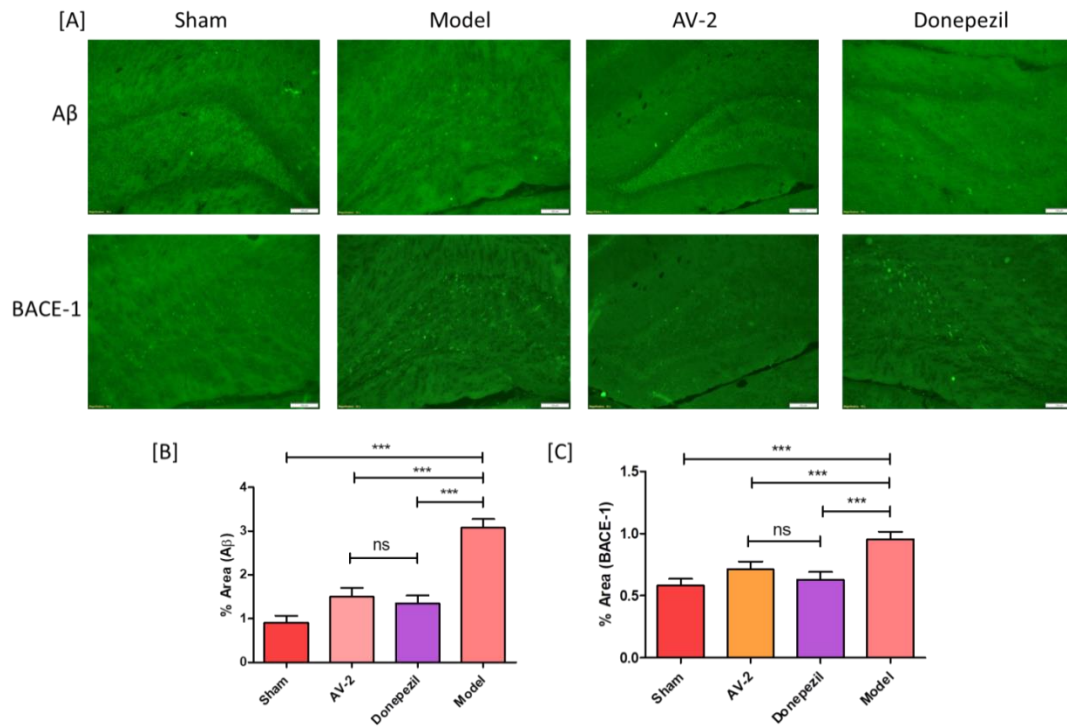 [A] Sham Model AV-2 Donepezil
Aβ
BACE-1
[B]
% Area (Aβ)
4
3
2
1
0
***
***
***
ns
Sham AV-2 Donepezil Model
[C]
% Area (BACE-1)
1.5
1.0
0.5
0.0
***
***
***
ns
Sham AV-2 Donepezil Model